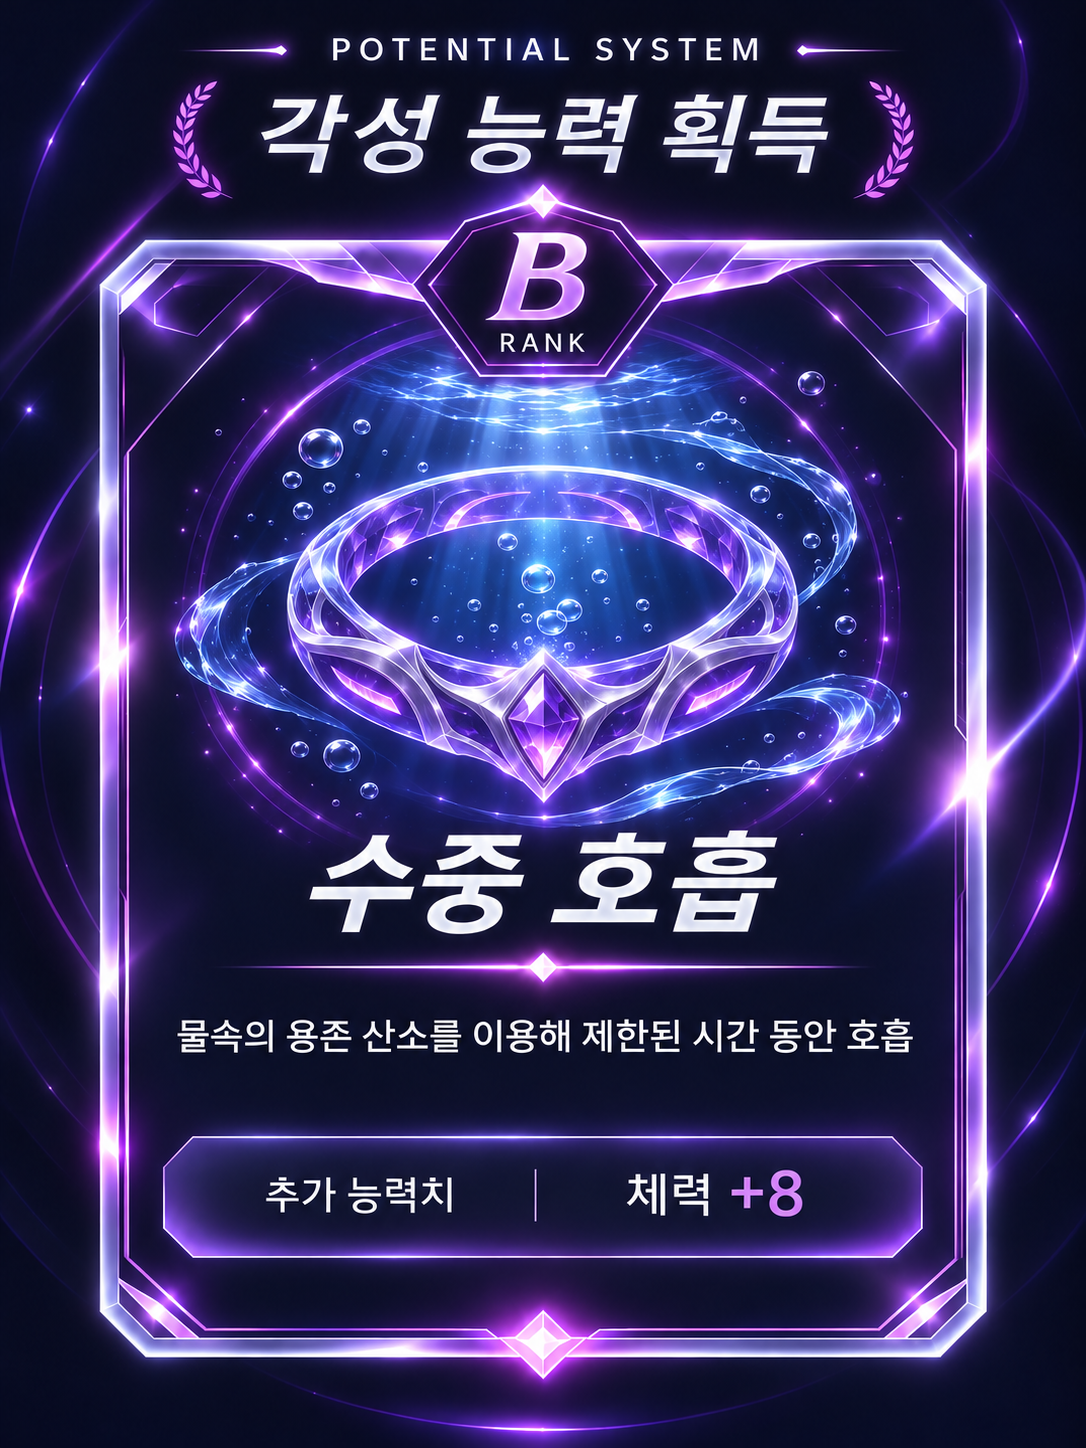 POTENTIAL SYSTEM
각성 능력 획득
B
RANK
수중 호흡
물속의 용존 산소를 이용해 제한된 시간 동안 호흡
추가 능력치 체력 +8